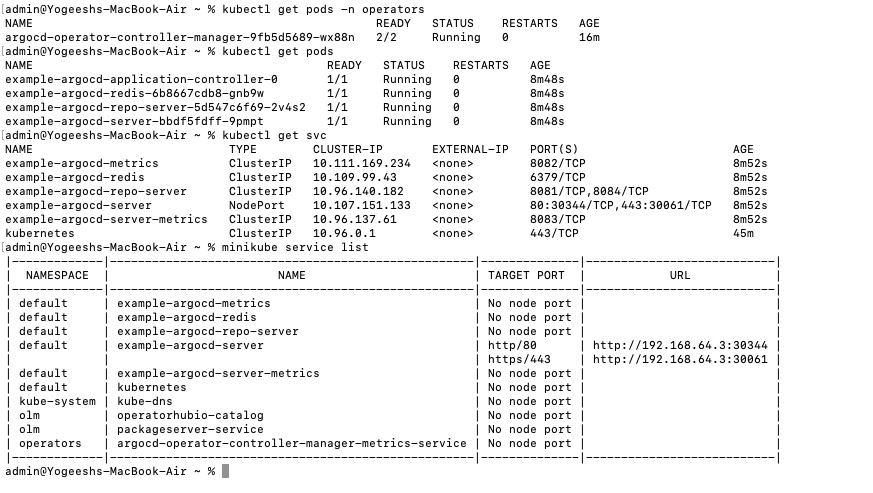 [admin@Yogeeshs-MacBook-Air ~ % kubectl get pods -n operators
NAME READY STATUS RESTARTS AGE
argocd-operator-controller-manager-9fb5d5689-wx88n 2/2 Running 0 16m
[admin@Yogeeshs-MacBook-Air ~ % kubectl get pods
NAME READY STATUS RESTARTS AGE
example-argocd-application-controller-0 1/1 Running 0 8m48s
example-argocd-redis-6b8667cdb8-gnb9w 1/1 Running 0 8m48s
example-argocd-repo-server-5d547c6f69-2v4s2 1/1 Running 0 8m48s
example-argocd-server-bbdf5fdff-9pmpt 1/1 Running 0 8m48s
[admin@Yogeeshs-MacBook-Air ~ % kubectl get svc
NAME TYPE CLUSTER-IP EXTERNAL-IP PORT(S) AGE
example-argocd-metrics ClusterIP 10.111.169.234 <none> 8082/TCP 8m52s
example-argocd-redis ClusterIP 10.109.99.43 <none> 6379/TCP 8m52s
example-argocd-repo-server ClusterIP 10.96.140.182 <none> 8081/TCP,8084/TCP 8m52s
example-argocd-server NodePort 10.107.151.133 <none> 80:30344/TCP,443:30061/TCP 8m52s
example-argocd-server-metrics ClusterIP 10.96.137.61 <none> 8083/TCP 8m52s
kubernetes ClusterIP 10.96.0.1 <none> 443/TCP 45m
[admin@Yogeeshs-MacBook-Air ~ % minikube service list
|-------------|----------------------------------------------------|--------------|---------------------------|
| NAMESPACE | NAME | TARGET PORT | URL |
|-------------|----------------------------------------------------|--------------|---------------------------|
| default | example-argocd-metrics | No node port | |
| default | example-argocd-redis | No node port | |
| default | example-argocd-repo-server | No node port | |
| default | example-argocd-server | http/80 | http://192.168.64.3:30344 |
| | | https/443 | http://192.168.64.3:30061 |
| default | example-argocd-server-metrics | No node port | |
| default | kubernetes | No node port | |
| kube-system | kube-dns | No node port | |
| olm | operatorhubio-catalog | No node port | |
| olm | packageserver-service | No node port | |
| operators | argocd-operator-controller-manager-metrics-service | No node port | |
|-------------|----------------------------------------------------|--------------|---------------------------|
admin@Yogeeshs-MacBook-Air ~ %